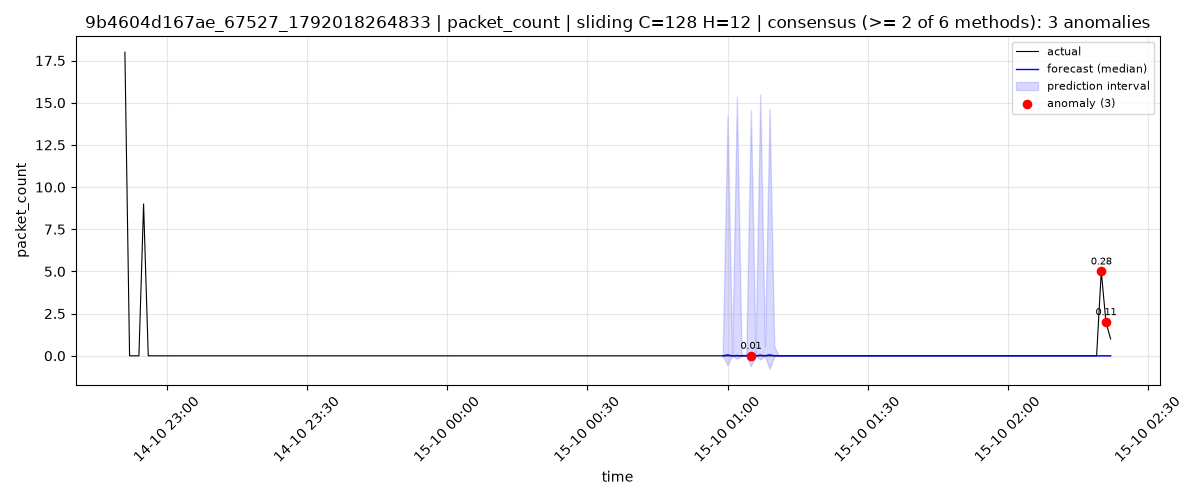 9b4604d167ae_67527_1792018264833 | packet_count | sliding C=128 H=12 | consensus (>= 2 of 6 methods): 3 anomalies
packet_count
17.5
15.0
12.5
10.0
7.5
5.0
2.5
0.0
actual
forecast (median)
prediction interval
anomaly (3)
0.01
0.28
0.11
14-10 23:00
14-10 23:30
15-10 00:00
15-10 00:30
15-10 01:00
15-10 01:30
15-10 02:00
15-10 02:30
time